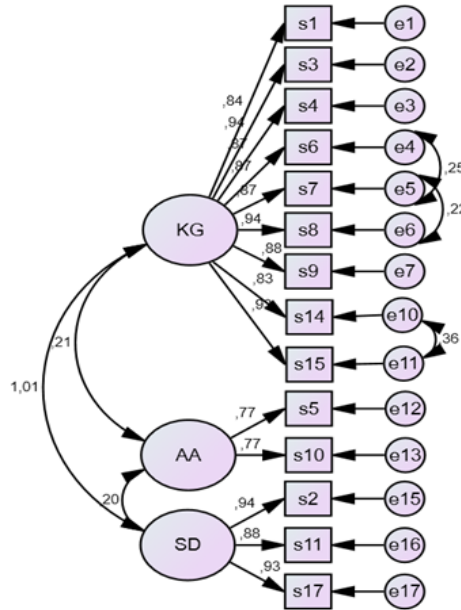 s1 e1
s3 e2
,84
,94
s4 e3
,87
s6 e4
,97
,25
s7 e5
,87
,22
KG
,94
s8 e6
,88
s9 e7
,83
s14 e10
,21
36
s15 e11
1,01
,77
s5 e12
AA
,77
s10 e13
20
,94
s2 e15
SD
,88
s11 e16
,93
s17 e17